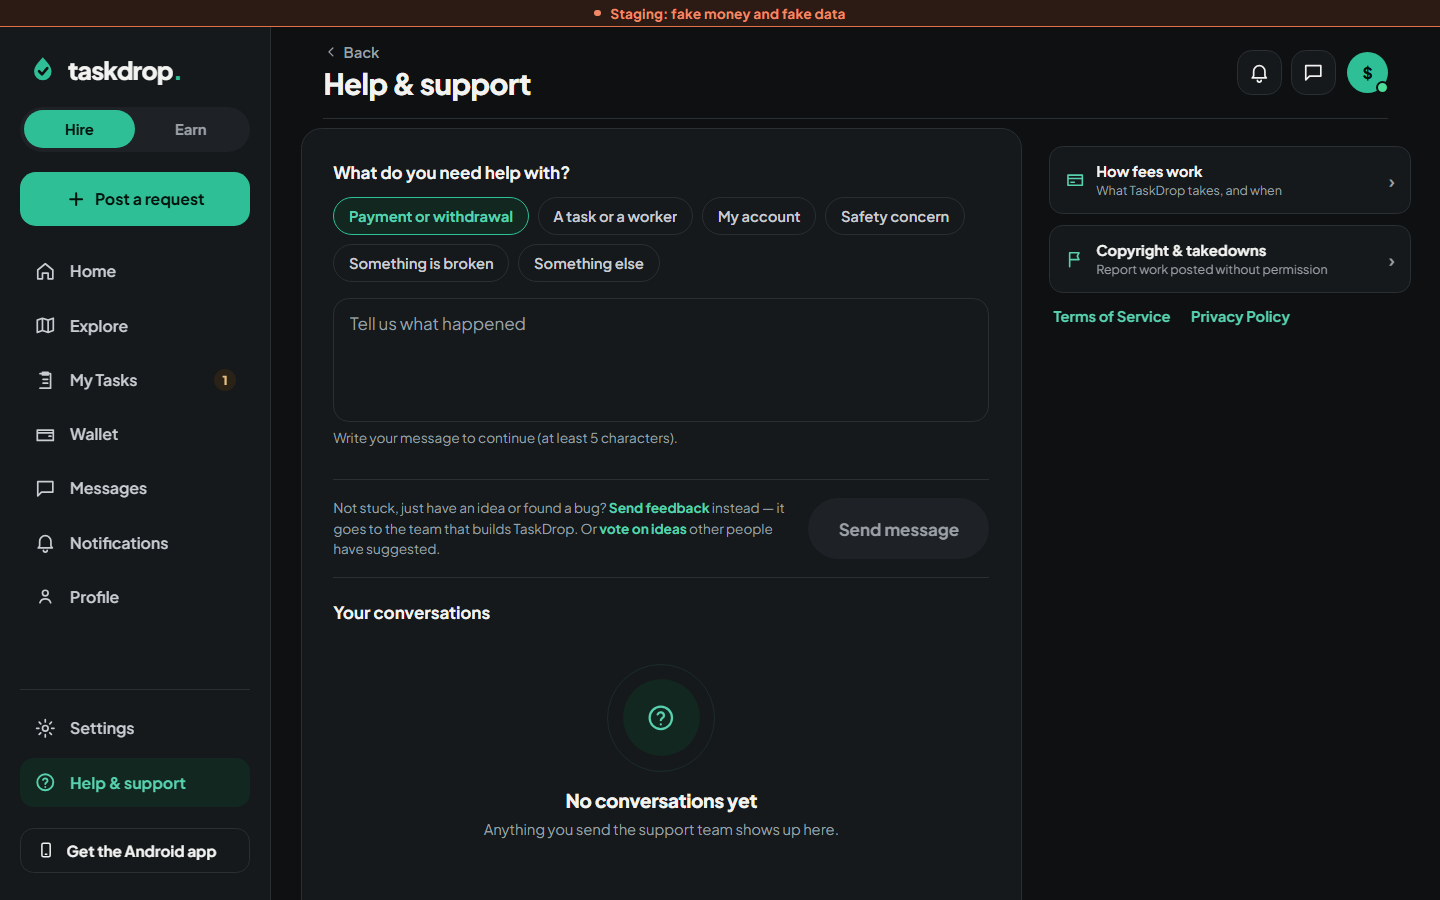 Staging: fake money and fake data
taskdrop.
Hire
Earn
Post a request
Home
Explore
My Tasks
1
Wallet
Messages
Notifications
Profile
Settings
Help & support
Get the Android app
Back
Help & support
$
What do you need help with?
Payment or withdrawal
A task or a worker
My account
Safety concern
Something is broken
Something else
Tell us what happened
Write your message to continue (at least 5 characters).
Not stuck, just have an idea or found a bug? Send feedback instead — it
goes to the team that builds TaskDrop. Or vote on ideas other people
have suggested.
Send message
Your conversations
No conversations yet
Anything you send the support team shows up here.
How fees work
What TaskDrop takes, and when
Copyright & takedowns
Report work posted without permission
Terms of Service
Privacy Policy